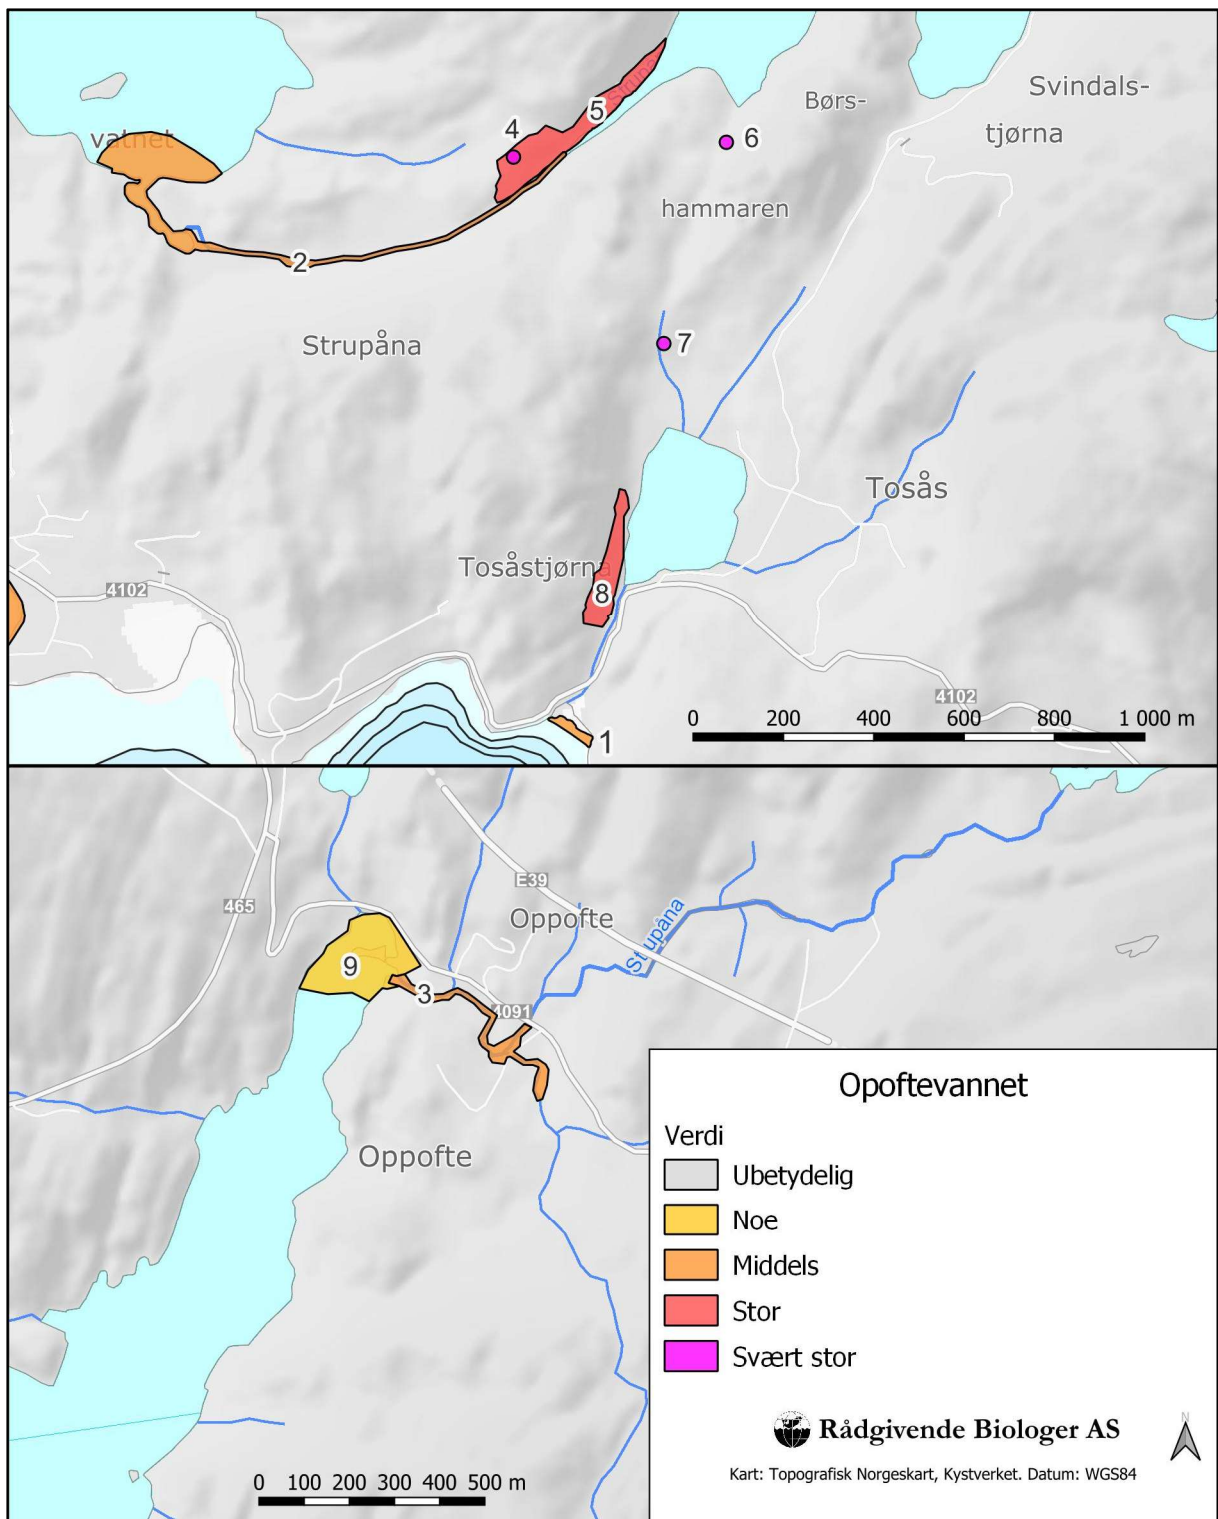 vatnet
Strupåna
5
4
6
Børs-
hammaren
Svindals-
tjørna
2
Strupåna
7
Tosås
Tosåstjørna
8
4102
4102
1
0 200 400 600 800 1 000 m
465
E39
Oppofte
Strupåna
9
3
4091
Oppofte
Opoftevannet
Verdi
Ubetydelig
Noe
Middels
Stor
Svært stor
Rådgivende Biologer AS
N
Kart: Topografisk Norgeskart, Kystverket. Datum: WGS84
0 100 200 300 400 500 m